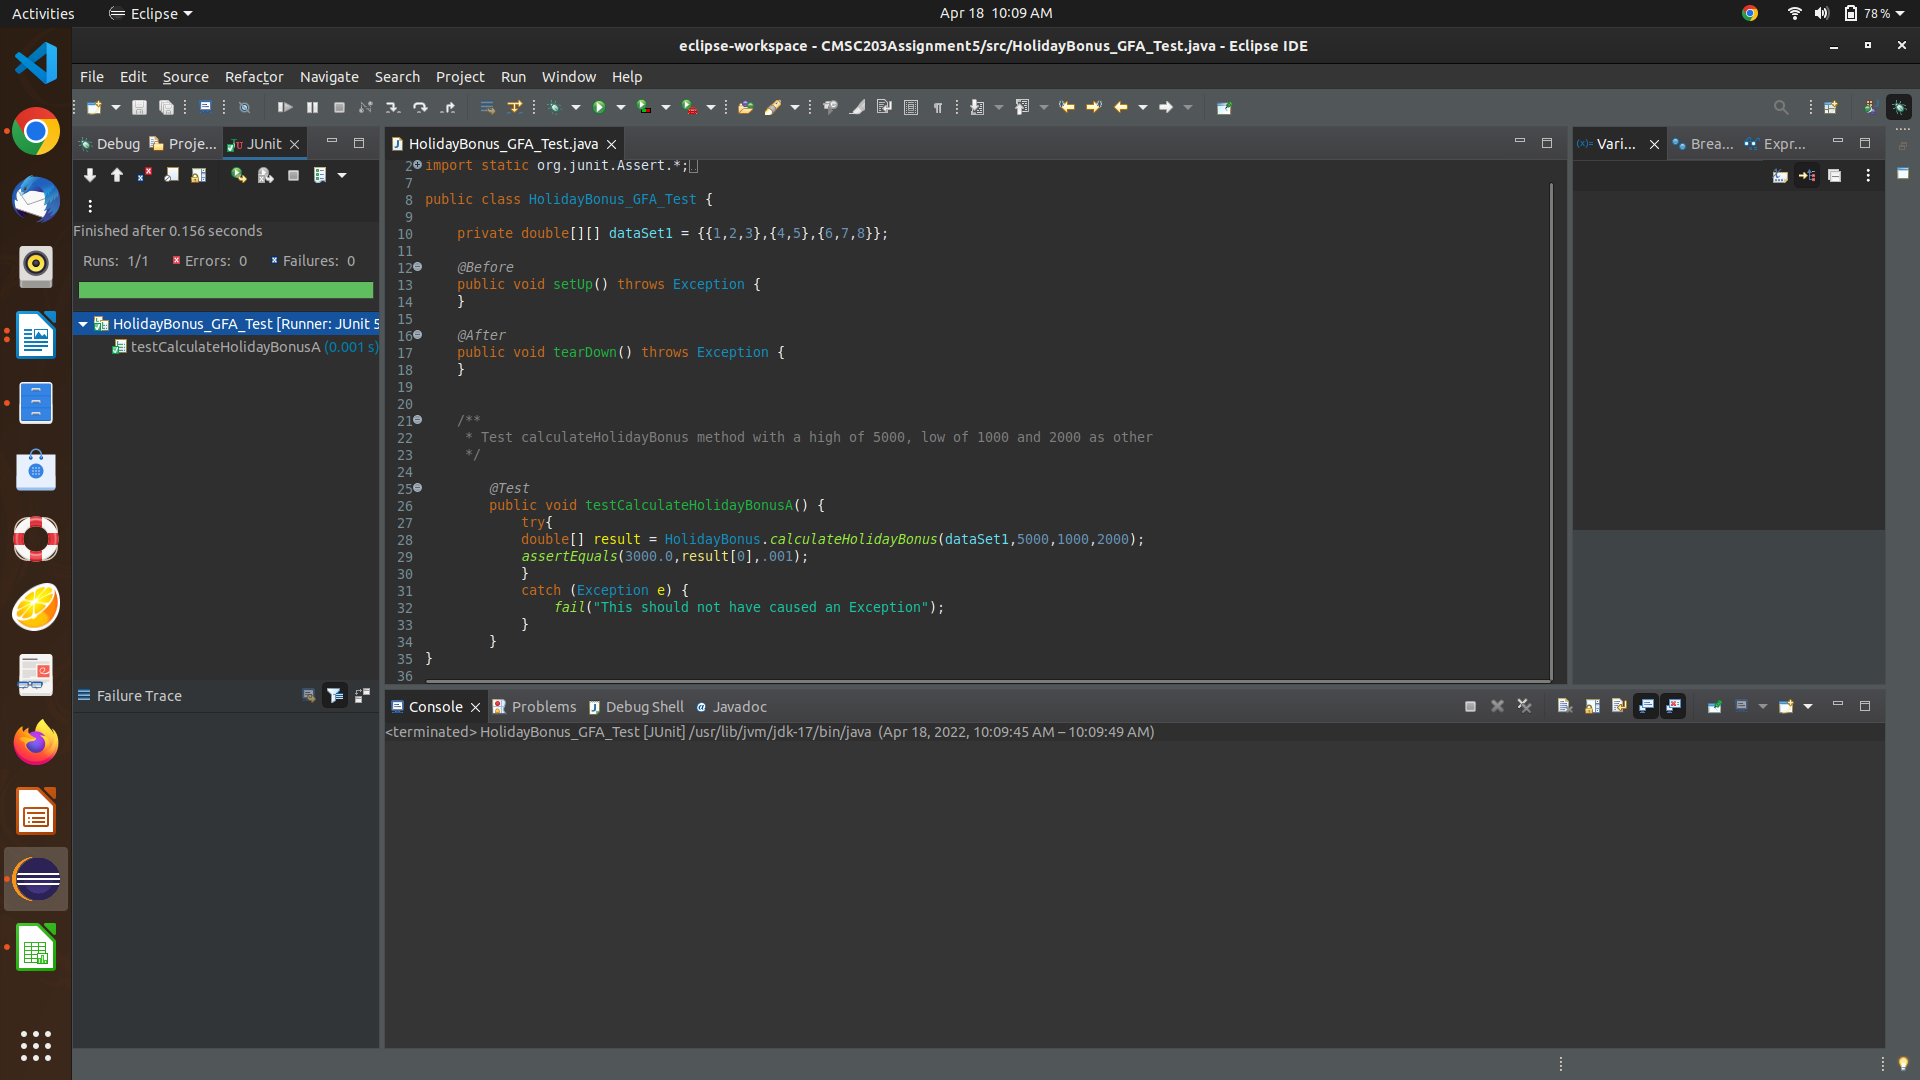 Activities Eclipse Apr 18 10:09 AM 78 %
eclipse-workspace - CMSC203Assignment5/src/HolidayBonus_GFA_Test.java - Eclipse IDE
File Edit Source Refactor Navigate Search Project Run Window Help
Debug Proje... JUnit
Finished after 0.156 seconds
Runs: 1/1 Errors: 0 Failures: 0
HolidayBonus_GFA_Test [Runner: JUnit 5
testCalculateHolidayBonusA (0.001 s)
Failure Trace
HolidayBonus_GFA_Test.java
2 import static org.junit.Assert.*;
7
8 public class HolidayBonus_GFA_Test {
9
10 private double[][] dataSet1 = {{1,2,3},{4,5},{6,7,8}};
11
12 @Before
13 public void setUp() throws Exception {
14 }
15
16 @After
17 public void tearDown() throws Exception {
18 }
19
20
21 /**
22 * Test calculateHolidayBonus method with a high of 5000, low of 1000 and 2000 as other
23 */
24
25 @Test
26 public void testCalculateHolidayBonusA() {
27 try{
28 double[] result = HolidayBonus.calculateHolidayBonus(dataSet1,5000,1000,2000);
29 assertEquals(3000.0,result[0],.001);
30 }
31 catch (Exception e) {
32 fail("This should not have caused an Exception");
33 }
34 }
35 }
36
Vari... Brea... Expr...
Console Problems Debug Shell Javadoc
<terminated> HolidayBonus_GFA_Test [JUnit] /usr/lib/jvm/jdk-17/bin/java (Apr 18, 2022, 10:09:45 AM – 10:09:49 AM)